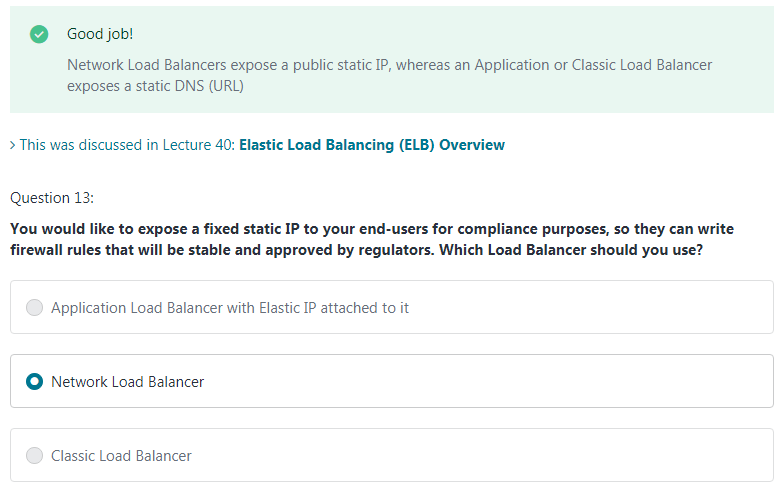 Good job!
Network Load Balancers expose a public static IP, whereas an Application or Classic Load Balancer
exposes a static DNS (URL)
> This was discussed in Lecture 40: Elastic Load Balancing (ELB) Overview
Question 13:
You would like to expose a fixed static IP to your end-users for compliance purposes, so they can write
firewall rules that will be stable and approved by regulators. Which Load Balancer should you use?
Application Load Balancer with Elastic IP attached to it
Network Load Balancer
Classic Load Balancer